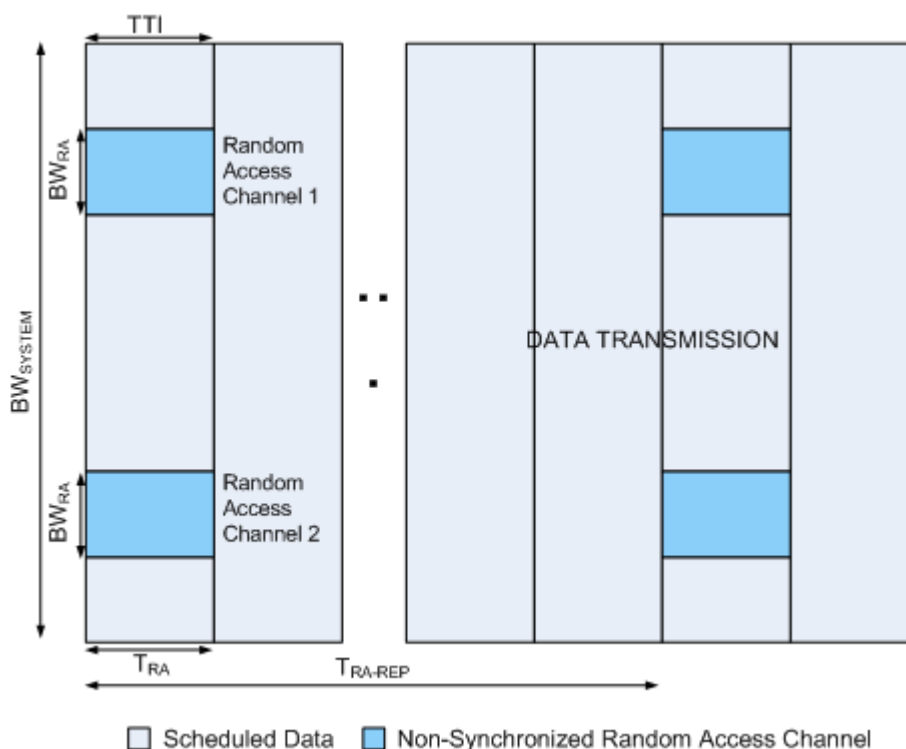 TTI
BW_RA
Random
Access
Channel 1
BW_SYSTEM
DATA TRANSMISSION
BW_RA
Random
Access
Channel 2
T_RA
T_RA-REP
Scheduled Data
Non-Synchronized Random Access Channel